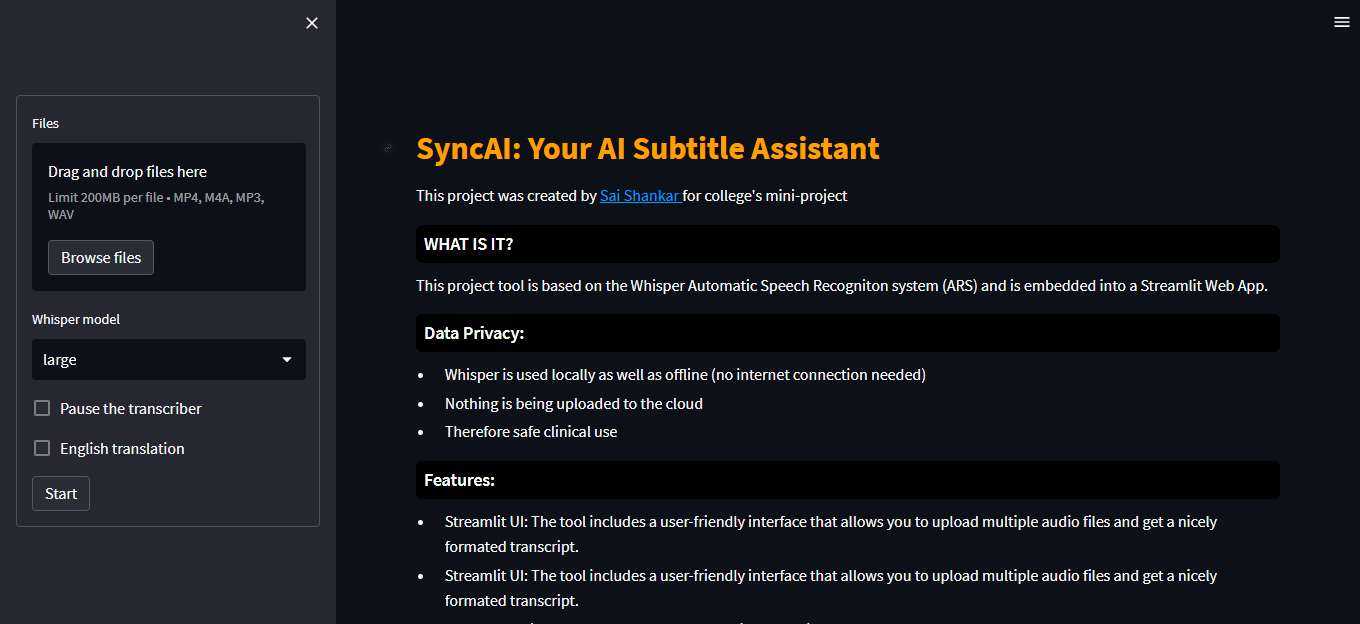 Files
Drag and drop files here
Limit 200MB per file • MP4, M4A, MP3,
WAV
Browse files
Whisper model
large
Pause the transcriber
English translation
Start
SyncAI: Your AI Subtitle Assistant
This project was created by Sai Shankar for college's mini-project
WHAT IS IT?
This project tool is based on the Whisper Automatic Speech Recogniton system (ARS) and is embedded into a Streamlit Web App.
Data Privacy:
• Whisper is used locally as well as offline (no internet connection needed)
• Nothing is being uploaded to the cloud
• Therefore safe clinical use
Features:
• Streamlit UI: The tool includes a user-friendly interface that allows you to upload multiple audio files and get a nicely
formated transcript.
• Streamlit UI: The tool includes a user-friendly interface that allows you to upload multiple audio files and get a nicely
formated transcript.